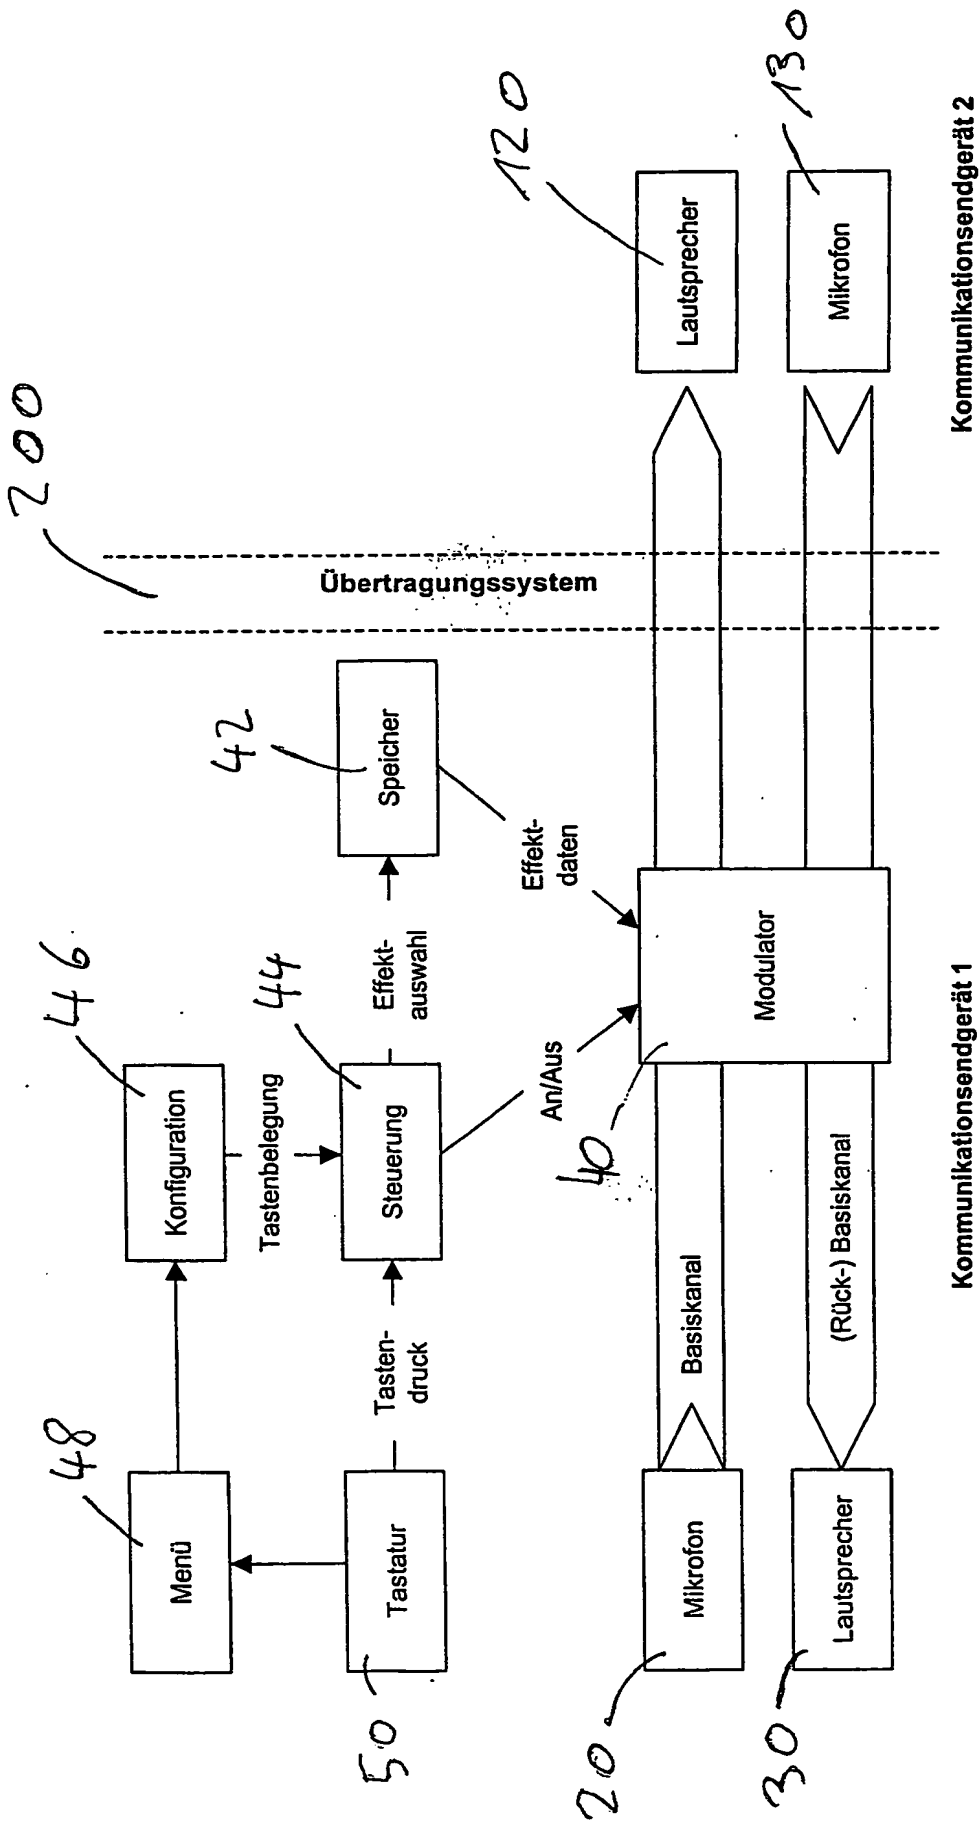 48
Menü
46
Konfiguration
200
Tastenbelegung
50
Tastatur
Tasten-
druck
44
Steuerung
Effekt-
auswahl
42
Speicher
Übertragungssystem
An/Aus
Effekt-
daten
120
20
Mikrofon
Basiskanal
40
Modulator
Lautsprecher
30
Lautsprecher
(Rück-) Basiskanal
Mikrofon
130
Kommunikationsendgerät 1
Kommunikationsendgerät 2